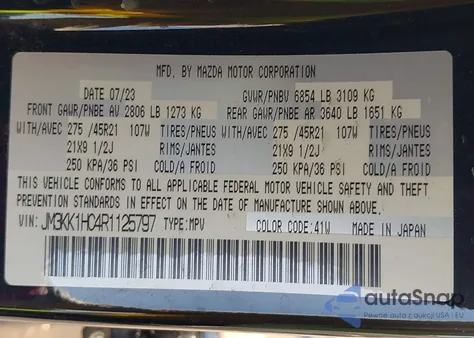 MFD. BY MAZDA MOTOR CORPORATION
DATE 07/23 GVWR/PNBV 6854 LB 3109 KG
FRONT GAWR/PNBE AV 2806 LB 1273 KG REAR GAWR/PNBE AR 3640 LB 1651 KG
WITH/AVEC 275 /45R21 107W TIRES/PNEUS WITH/AVEC 275 /45R21 107W TIRES/PNEUS
21X9 1/2J RIMS/JANTES 21X9 1/2J RIMS/JANTES
250 KPA/36 PSI COLD/A FROID 250 KPA/36 PSI COLD/A FROID
THIS VEHICLE CONFORMS TO ALL APPLICABLE FEDERAL MOTOR VEHICLE SAFETY AND THEFT
PREVENTION STANDARDS IN EFFECT ON THE DATE OF MANUFACTURE SHOWN ABOVE.
VIN: JM3KK1HC4R1125797 TYPE:MPV COLOR CODE:41W MADE IN JAPAN
autoSnap
Pewne auta z aukcji USA i EU